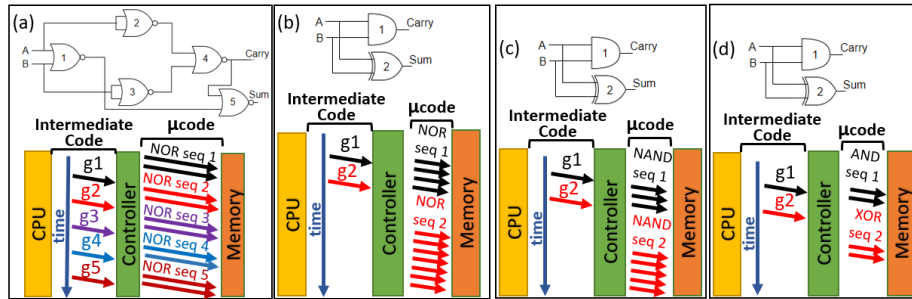 (a)
2
A
B
1
4
Carry
3
5
Sum
Intermediate
Code
μcode
CPU
time
g1
g2
g3
g4
g5
Controller
NOR seq 1
NOR seq 2
NOR seq 3
NOR seq 4
NOR seq 5
Memory
(b)
A
B
1
Carry
2
Sum
Intermediate
Code
μcode
CPU
time
g1
g2
Controller
NOR
seq 1
NOR
seq 2
Memory
(c)
A
B
1
Carry
2
Sum
Intermediate
Code
μcode
CPU
time
g1
g2
Controller
NAND
seq 1
NAND
seq 2
Memory
(d)
A
B
1
Carry
2
Sum
Intermediate
Code
μcode
CPU
time
g1
g2
Controller
AND
seq 1
XOR
seq 2
Memory